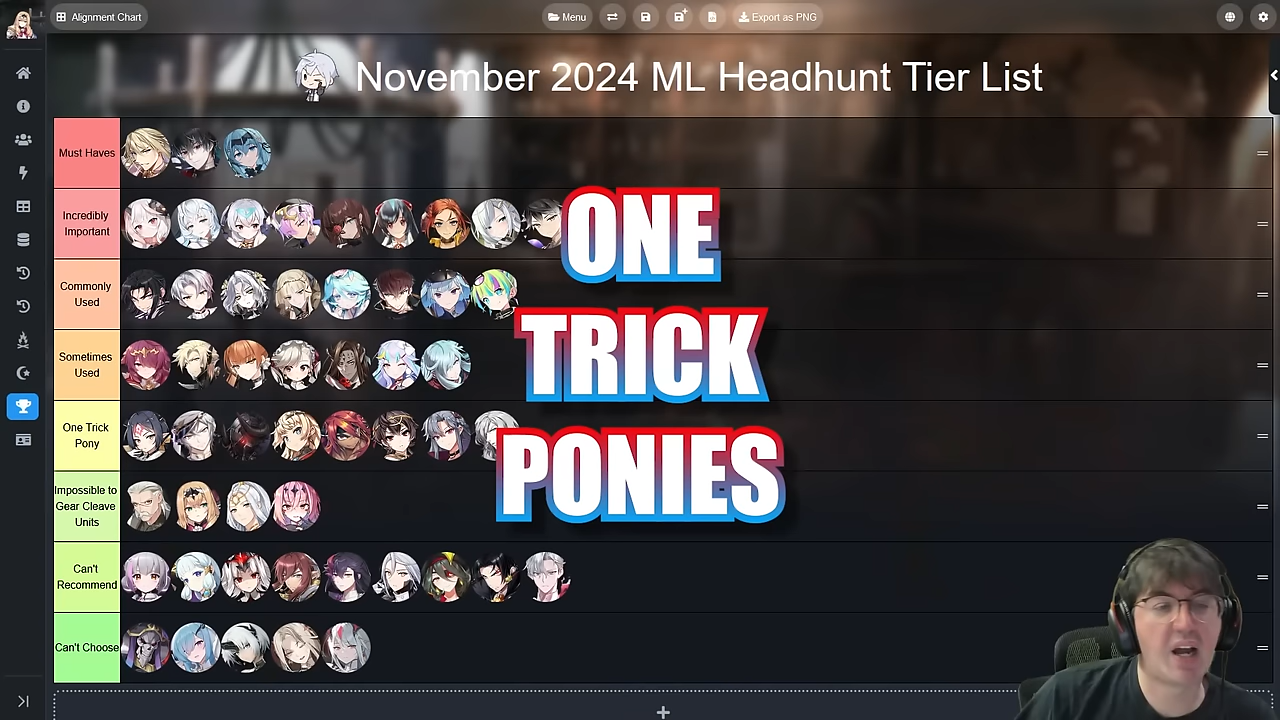 Alignment Chart
Menu
Export as PNG
November 2024 ML Headhunt Tier List
Must Haves
Incredibly
Important
Commonly
Used
Sometimes
Used
One Trick
Pony
Impossible to
Gear Cleave
Units
Can't
Recommend
Can't Choose
ONE
TRICK
PONIES